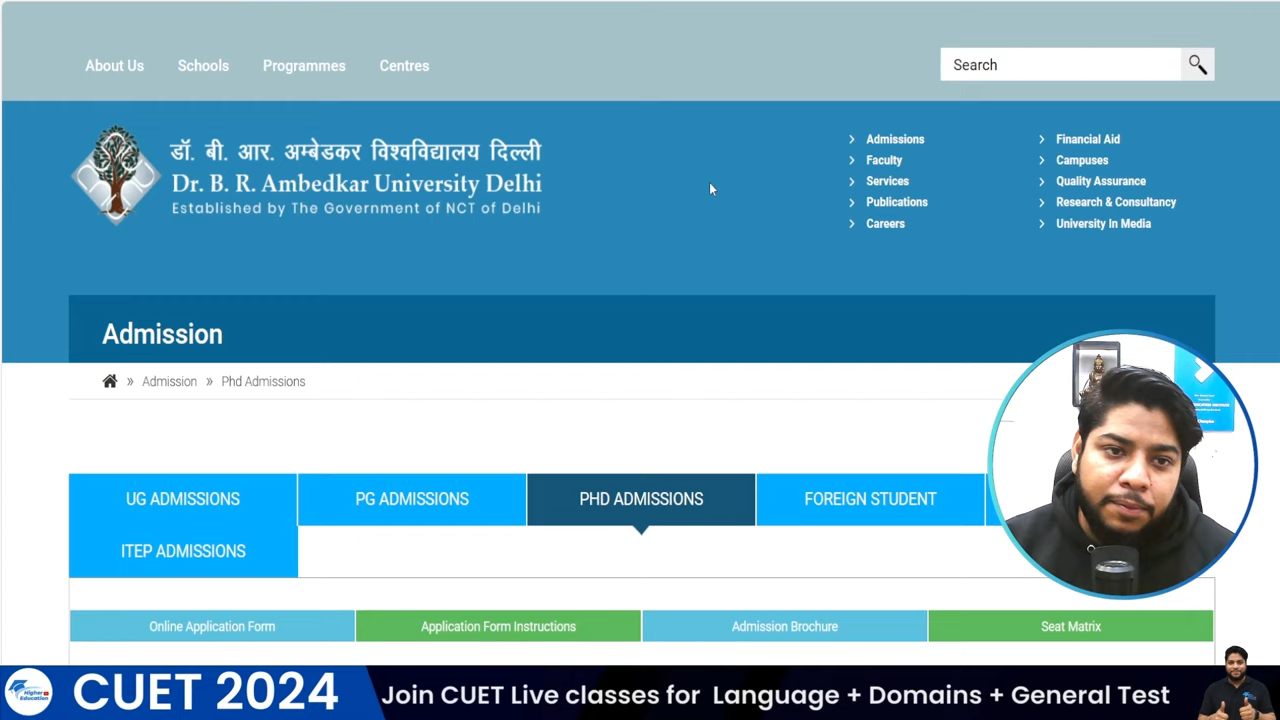 About Us
Schools
Programmes
Centres
Search
डॉ. बी. आर. अम्बेडकर विश्वविद्यालय दिल्ली
Dr. B. R. Ambedkar University Delhi
Established by The Government of NCT of Delhi
Admissions
Faculty
Services
Publications
Careers
Financial Aid
Campuses
Quality Assurance
Research & Consultancy
University In Media
Admission
» Admission » Phd Admissions
UG ADMISSIONS
PG ADMISSIONS
PHD ADMISSIONS
FOREIGN STUDENT
ITEP ADMISSIONS
Online Application Form
Application Form Instructions
Admission Brochure
Seat Matrix
Higher
Education
CUET 2024
Join CUET Live classes for Language + Domains + General Test